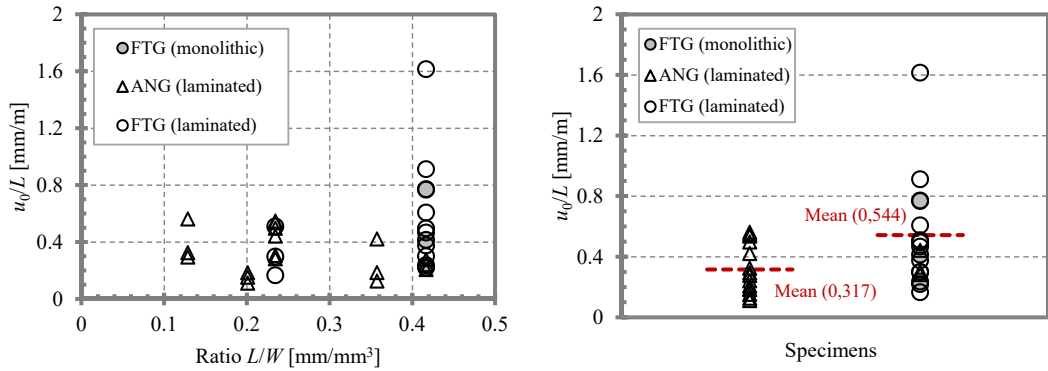 2
1.6
1.2
0.8
0.4
0
u₀/L [mm/m]
FTG (monolithic)
ANG (laminated)
FTG (laminated)
0 0.1 0.2 0.3 0.4 0.5
Ratio L/W [mm/mm³]
2
1.6
1.2
0.8
0.4
0
u₀/L [mm/m]
FTG (monolithic)
ANG (laminated)
FTG (laminated)
Mean (0,544)
Mean (0,317)
Specimens